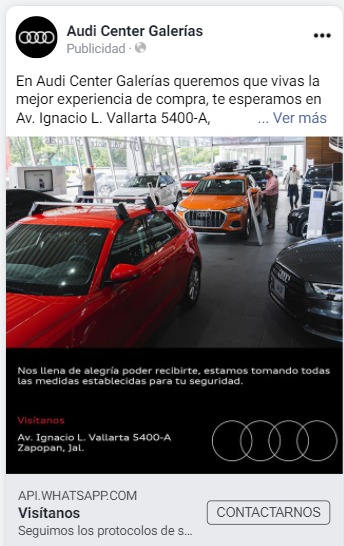 Audi Center Galerías
Publicidad ·
En Audi Center Galerías queremos que vivas la
mejor experiencia de compra, te esperamos en
Av. Ignacio L. Vallarta 5400-A, ... Ver más
Nos llena de alegría poder recibirte, estamos tomando todas
las medidas establecidas para tu seguridad.
Visítanos
Av. Ignacio L. Vallarta 5400-A
Zapopan, Jal.
API.WHATSAPP.COM
Visítanos
Seguimos los protocolos de s...
CONTACTARNOS